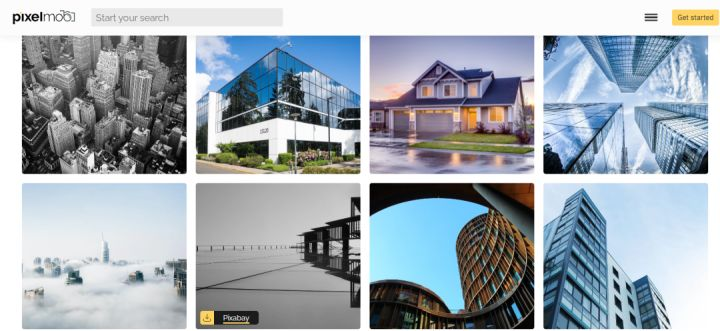 pixelmob
Start your search
Get started
Pixabay